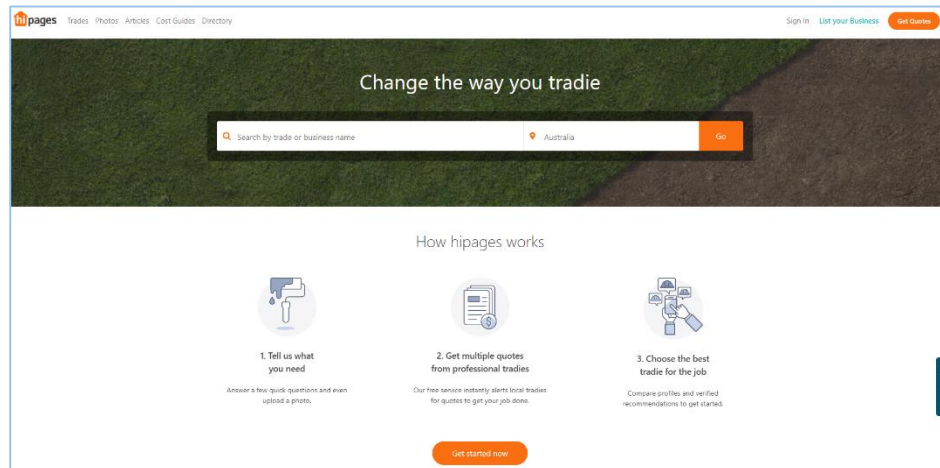 hipages Trades Photos Articles Cost Guides Directory Sign In List your Business Get Quotes
Change the way you tradie
Search by trade or business name Australia Go
How hipages works
1. Tell us what
you need
Answer a few quick questions and even
upload a photo.
2. Get multiple quotes
from professional tradies
Our free service instantly alerts local tradies
for quotes to get your job done.
3. Choose the best
tradie for the job
Compare profiles and verified
recommendations to get started.
Get started now